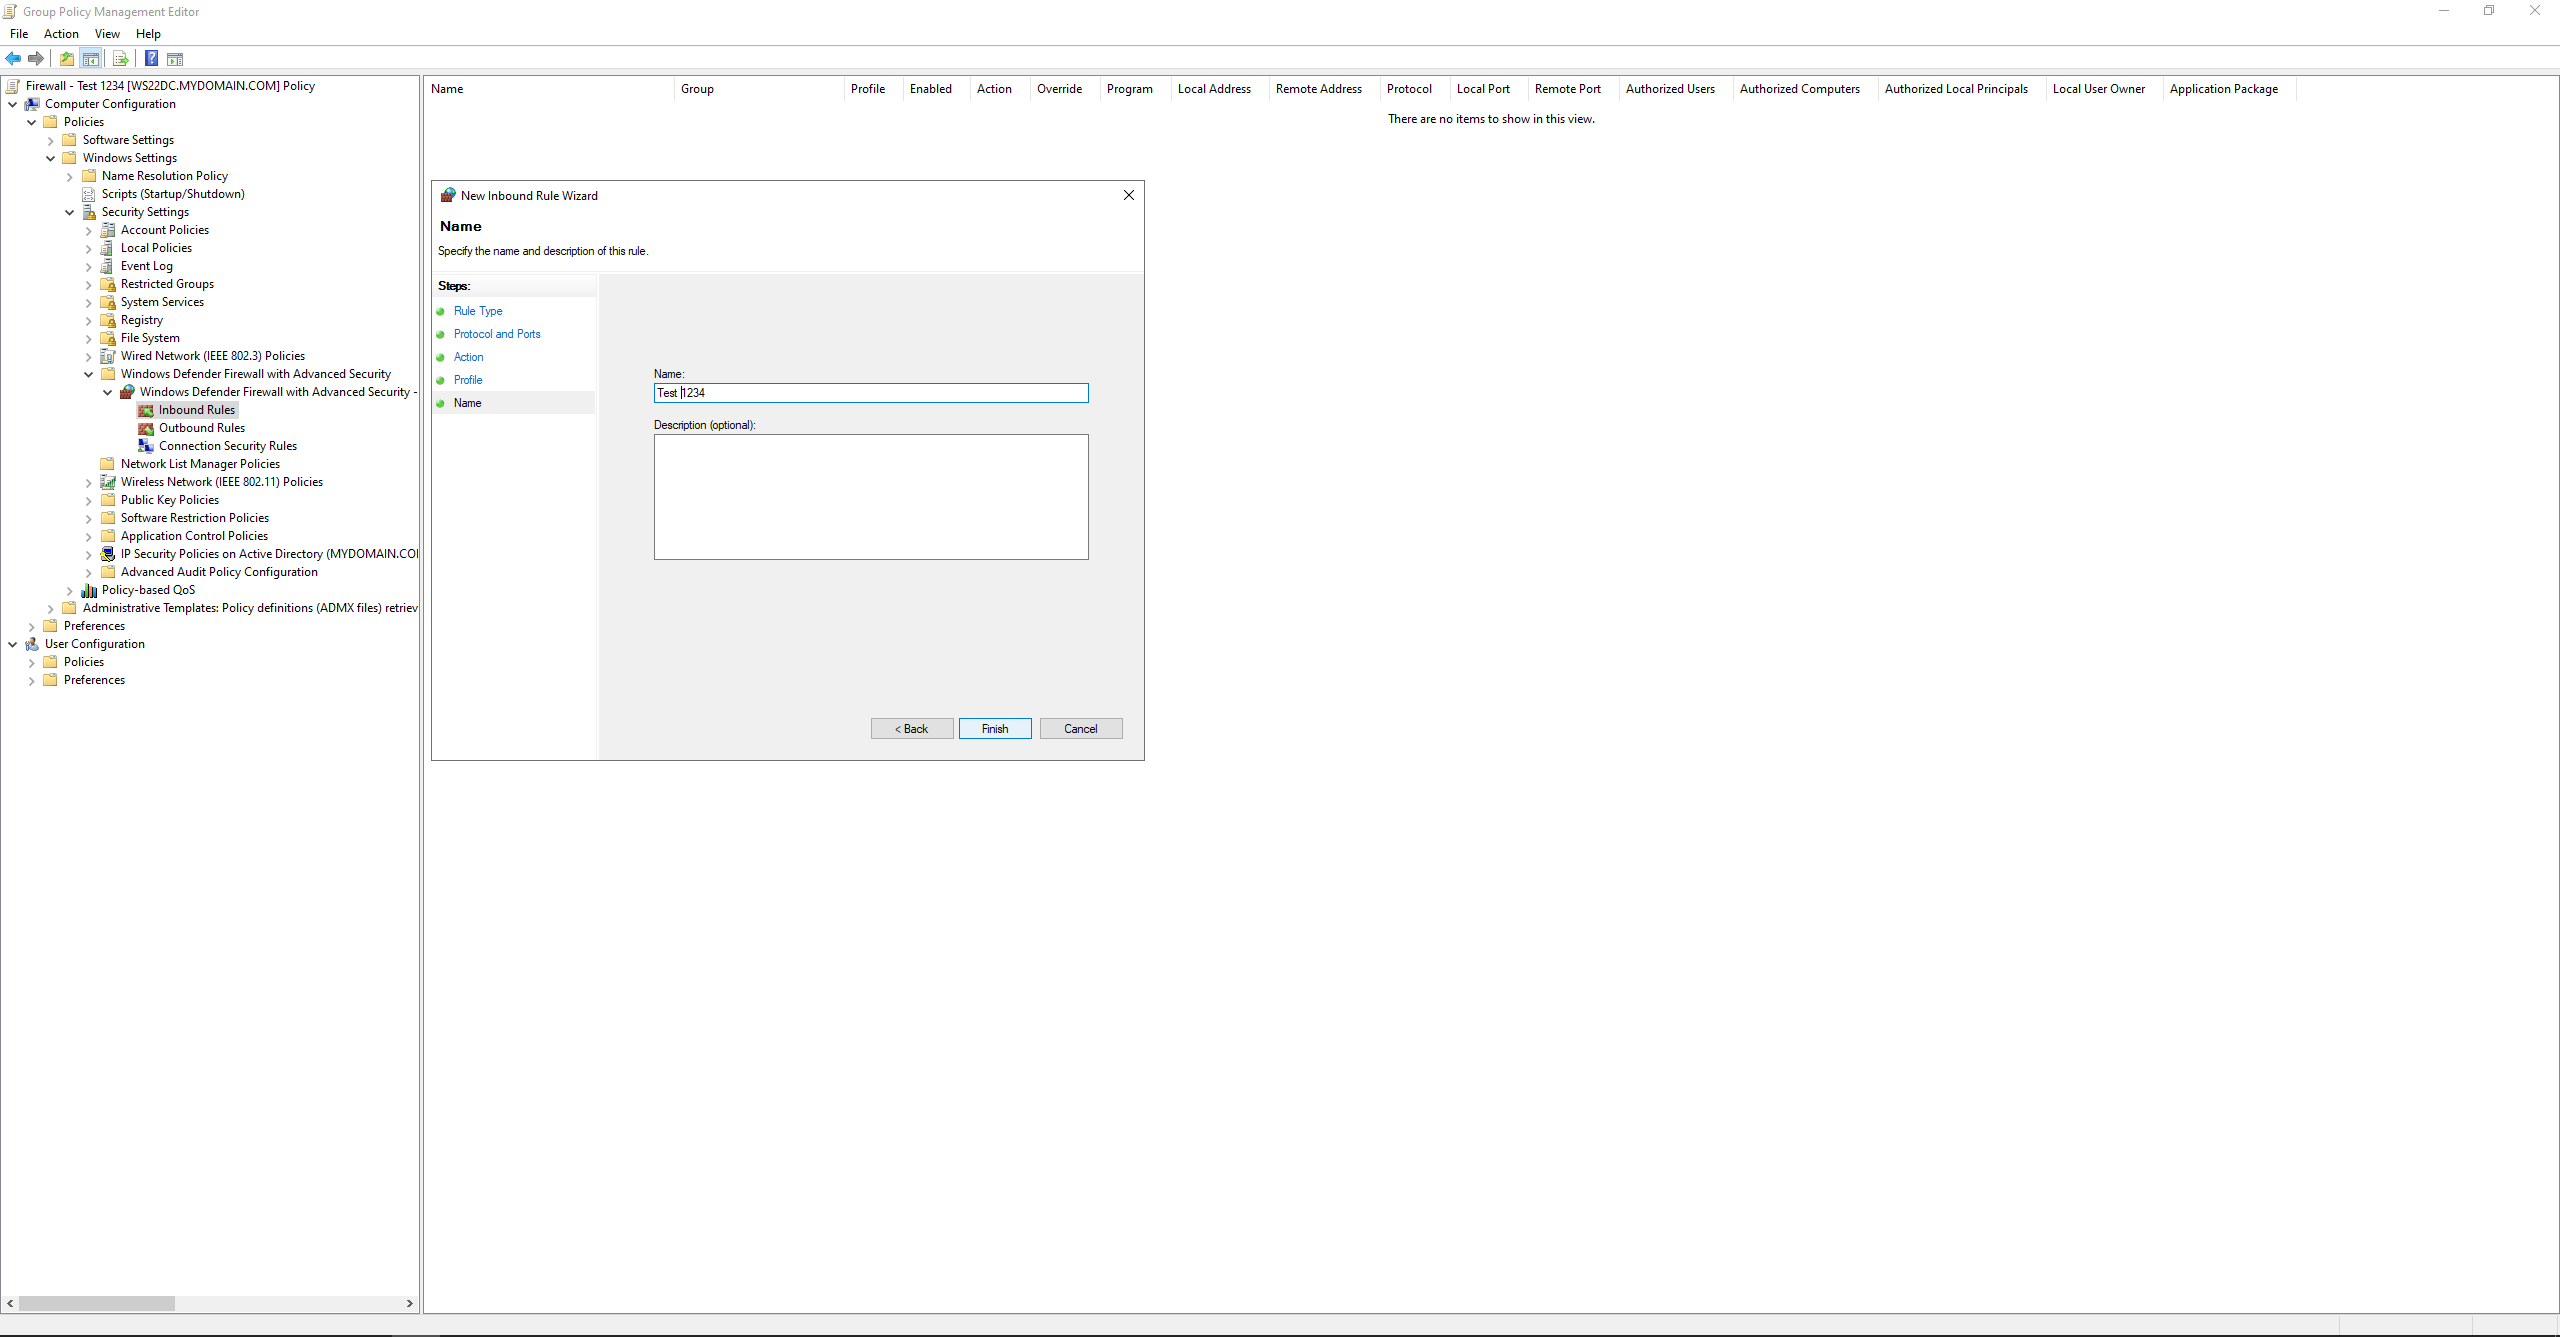 Group Policy Management Editor
File Action View Help
Firewall - Test 1234 [WS22DC.MYDOMAIN.COM] Policy
Computer Configuration
Policies
Software Settings
Windows Settings
Name Resolution Policy
Scripts (Startup/Shutdown)
Security Settings
Account Policies
Local Policies
Event Log
Restricted Groups
System Services
Registry
File System
Wired Network (IEEE 802.3) Policies
Windows Defender Firewall with Advanced Security
Windows Defender Firewall with Advanced Security -
Inbound Rules
Outbound Rules
Connection Security Rules
Network List Manager Policies
Wireless Network (IEEE 802.11) Policies
Public Key Policies
Software Restriction Policies
Application Control Policies
IP Security Policies on Active Directory (MYDOMAIN.CO
Advanced Audit Policy Configuration
Policy-based QoS
Administrative Templates: Policy definitions (ADMX files) retriev
Preferences
User Configuration
Policies
Preferences
Name Group Profile Enabled Action Override Program Local Address Remote Address Protocol Local Port Remote Port Authorized Users Authorized Computers Authorized Local Principals Local User Owner Application Package
There are no items to show in this view.
New Inbound Rule Wizard
Name
Specify the name and description of this rule.
Steps:
Rule Type
Protocol and Ports
Action
Profile
Name
Name:
Test 1234
Description (optional):
< Back Finish Cancel